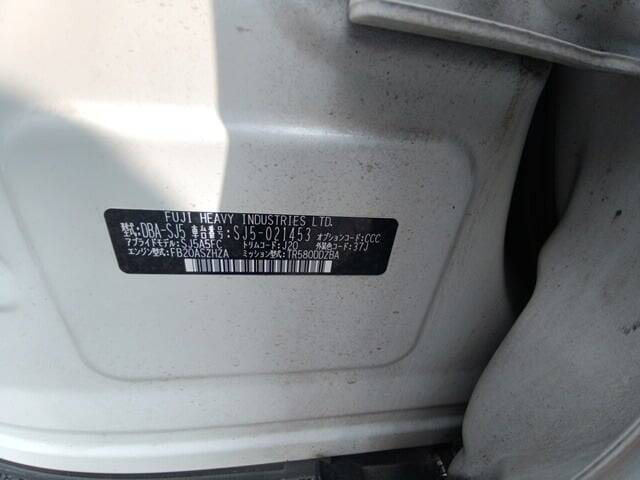 FUJI HEAVY INDUSTRIES LTD.
型式:DBA-SJ5 車台番号:SJ5-021453 オプションコード:CCC
アプライドモデル:SJ5A5FC トリムコード:J20 外装色コード:37J
エンジン型式:FB20ASZHZA ミッション型式:TR580DDZBA